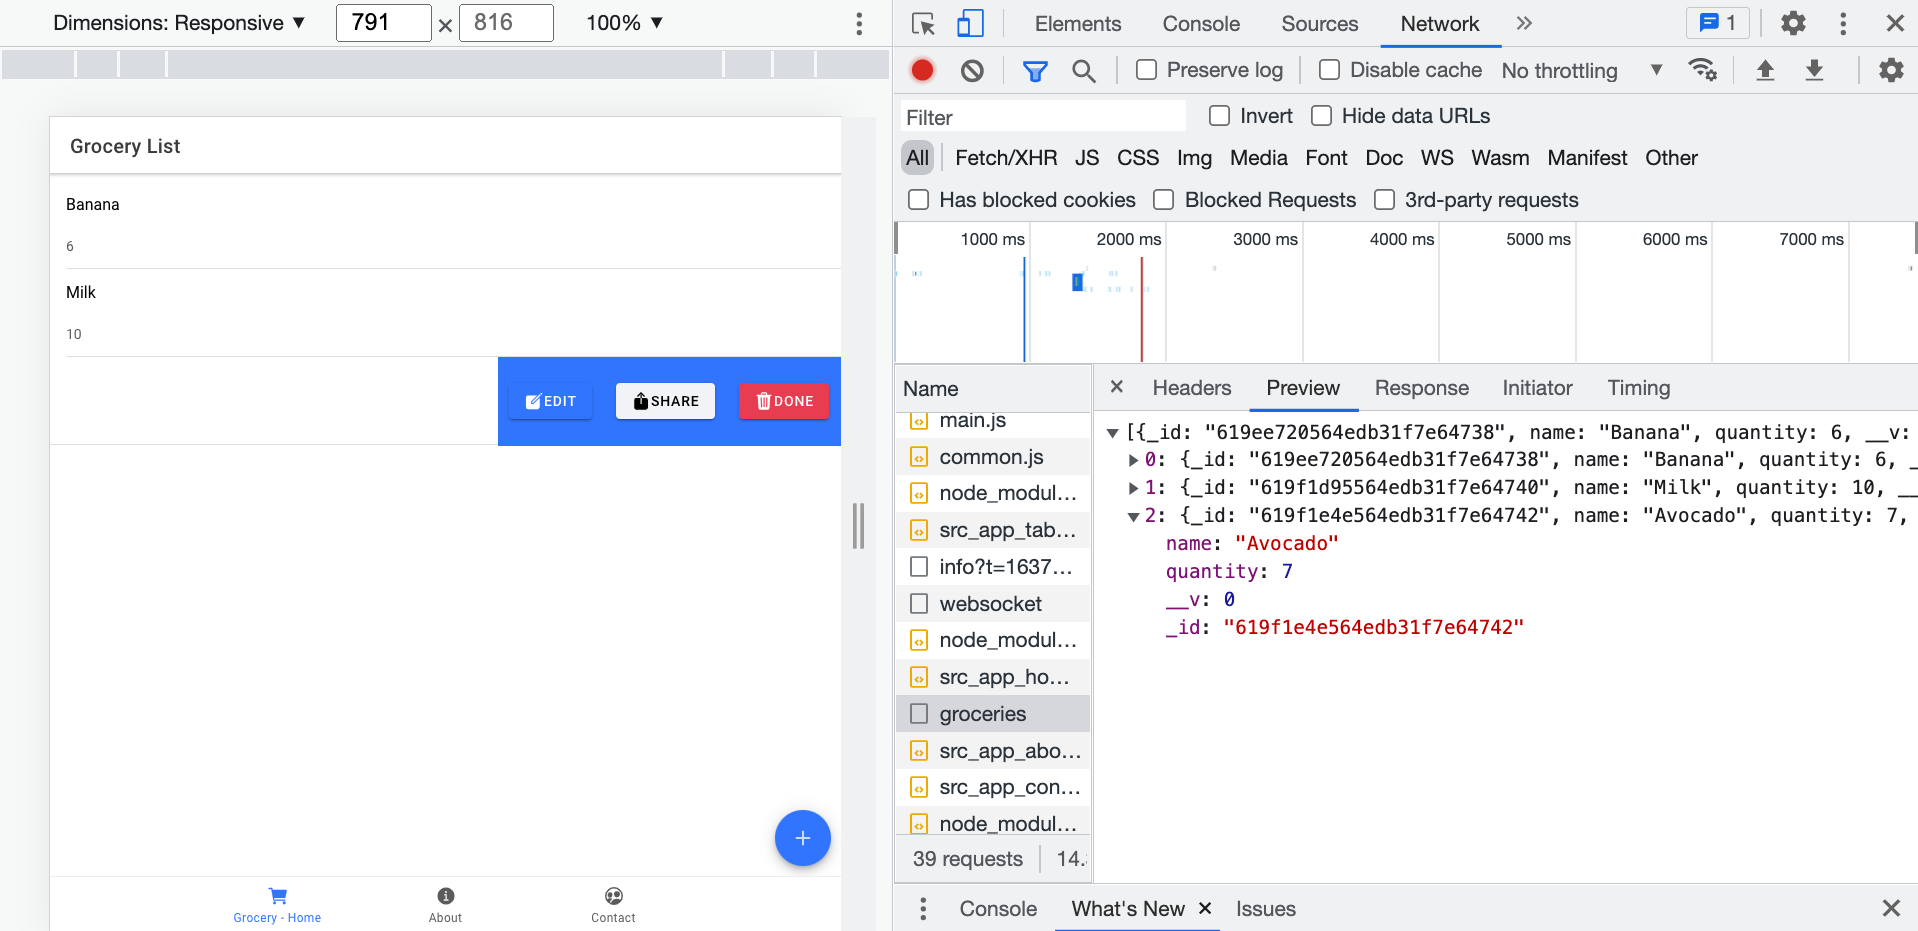 Dimensions: Responsive ▼ 791 × 816 100% ▼
Grocery List
Banana
6
Milk
10
EDIT SHARE DONE
+
Grocery - Home About Contact
Elements Console Sources Network » 1
Preserve log Disable cache No throttling ▼
Filter Invert Hide data URLs
All Fetch/XHR JS CSS Img Media Font Doc WS Wasm Manifest Other
Has blocked cookies Blocked Requests 3rd-party requests
1000 ms 2000 ms 3000 ms 4000 ms 5000 ms 6000 ms 7000 ms
Name
main.js
common.js
node_modul...
src_app_tab...
info?t=1637...
websocket
node_modul...
src_app_ho...
groceries
src_app_abo...
src_app_con...
node_modul...
39 requests 14.
× Headers Preview Response Initiator Timing
▼ [{_id: "619ee720564edb31f7e64738", name: "Banana", quantity: 6, __v:
▶ 0: {_id: "619ee720564edb31f7e64738", name: "Banana", quantity: 6, _
▶ 1: {_id: "619f1d95564edb31f7e64740", name: "Milk", quantity: 10, __
▼ 2: {_id: "619f1e4e564edb31f7e64742", name: "Avocado", quantity: 7,
name: "Avocado"
quantity: 7
__v: 0
_id: "619f1e4e564edb31f7e64742"
Console What's New × Issues